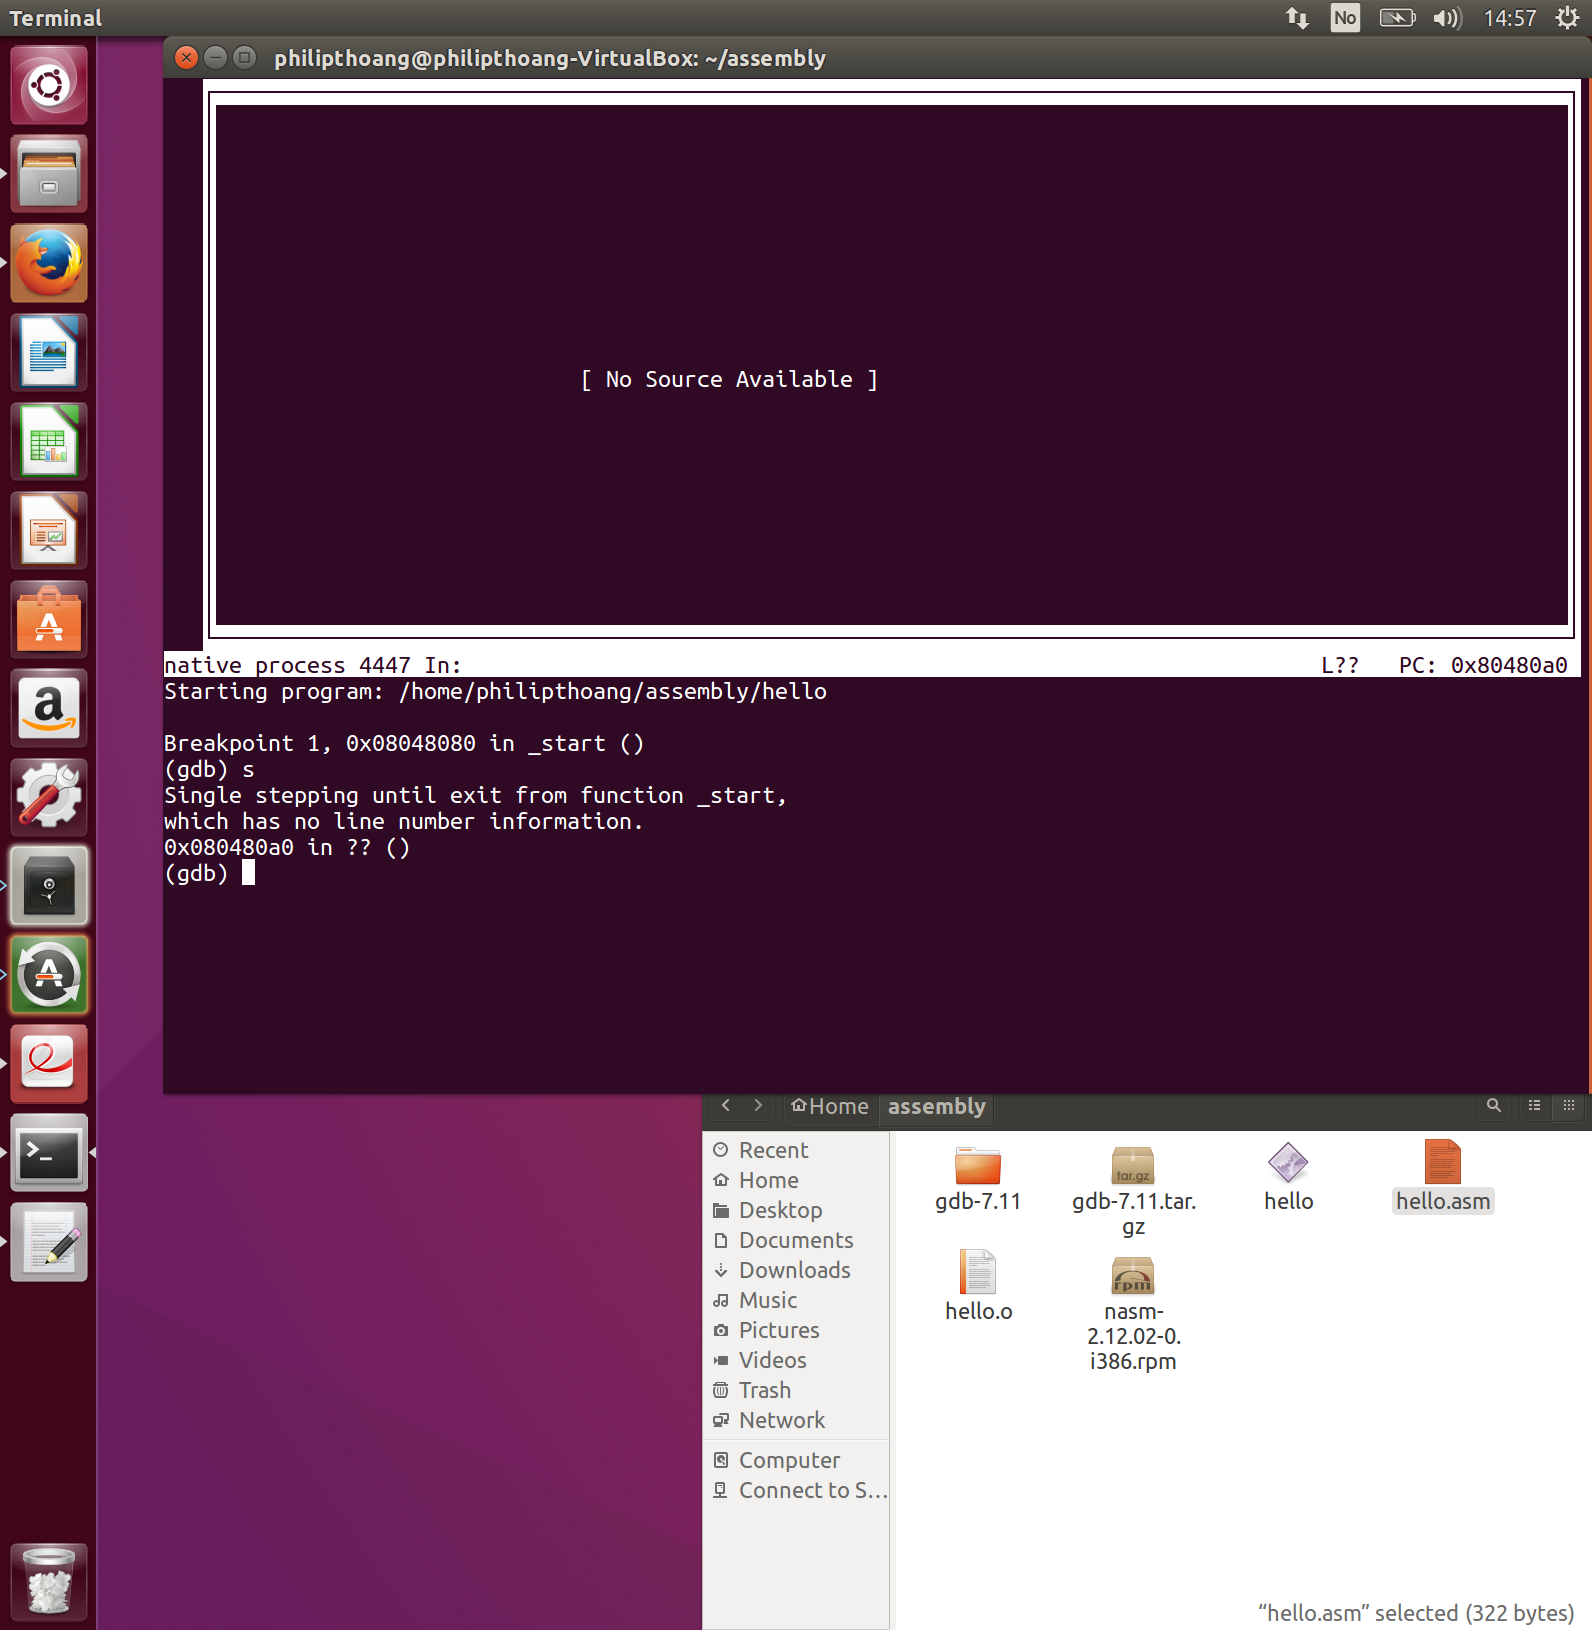 Terminal
No
14:57
philipthoang@philipthoang-VirtualBox: ~/assembly
[ No Source Available ]
native process 4447 In: L?? PC: 0x80480a0
Starting program: /home/philipthoang/assembly/hello
Breakpoint 1, 0x08048080 in _start ()
(gdb) s
Single stepping until exit from function _start,
which has no line number information.
0x080480a0 in ?? ()
(gdb)
Home assembly
Recent
Home
Desktop
Documents
Downloads
Music
Pictures
Videos
Trash
Network
Computer
Connect to S…
tar.gz
gdb-7.11
gdb-7.11.tar.
gz
hello
hello.asm
rpm
hello.o
nasm-
2.12.02-0.
i386.rpm
“hello.asm” selected (322 bytes)